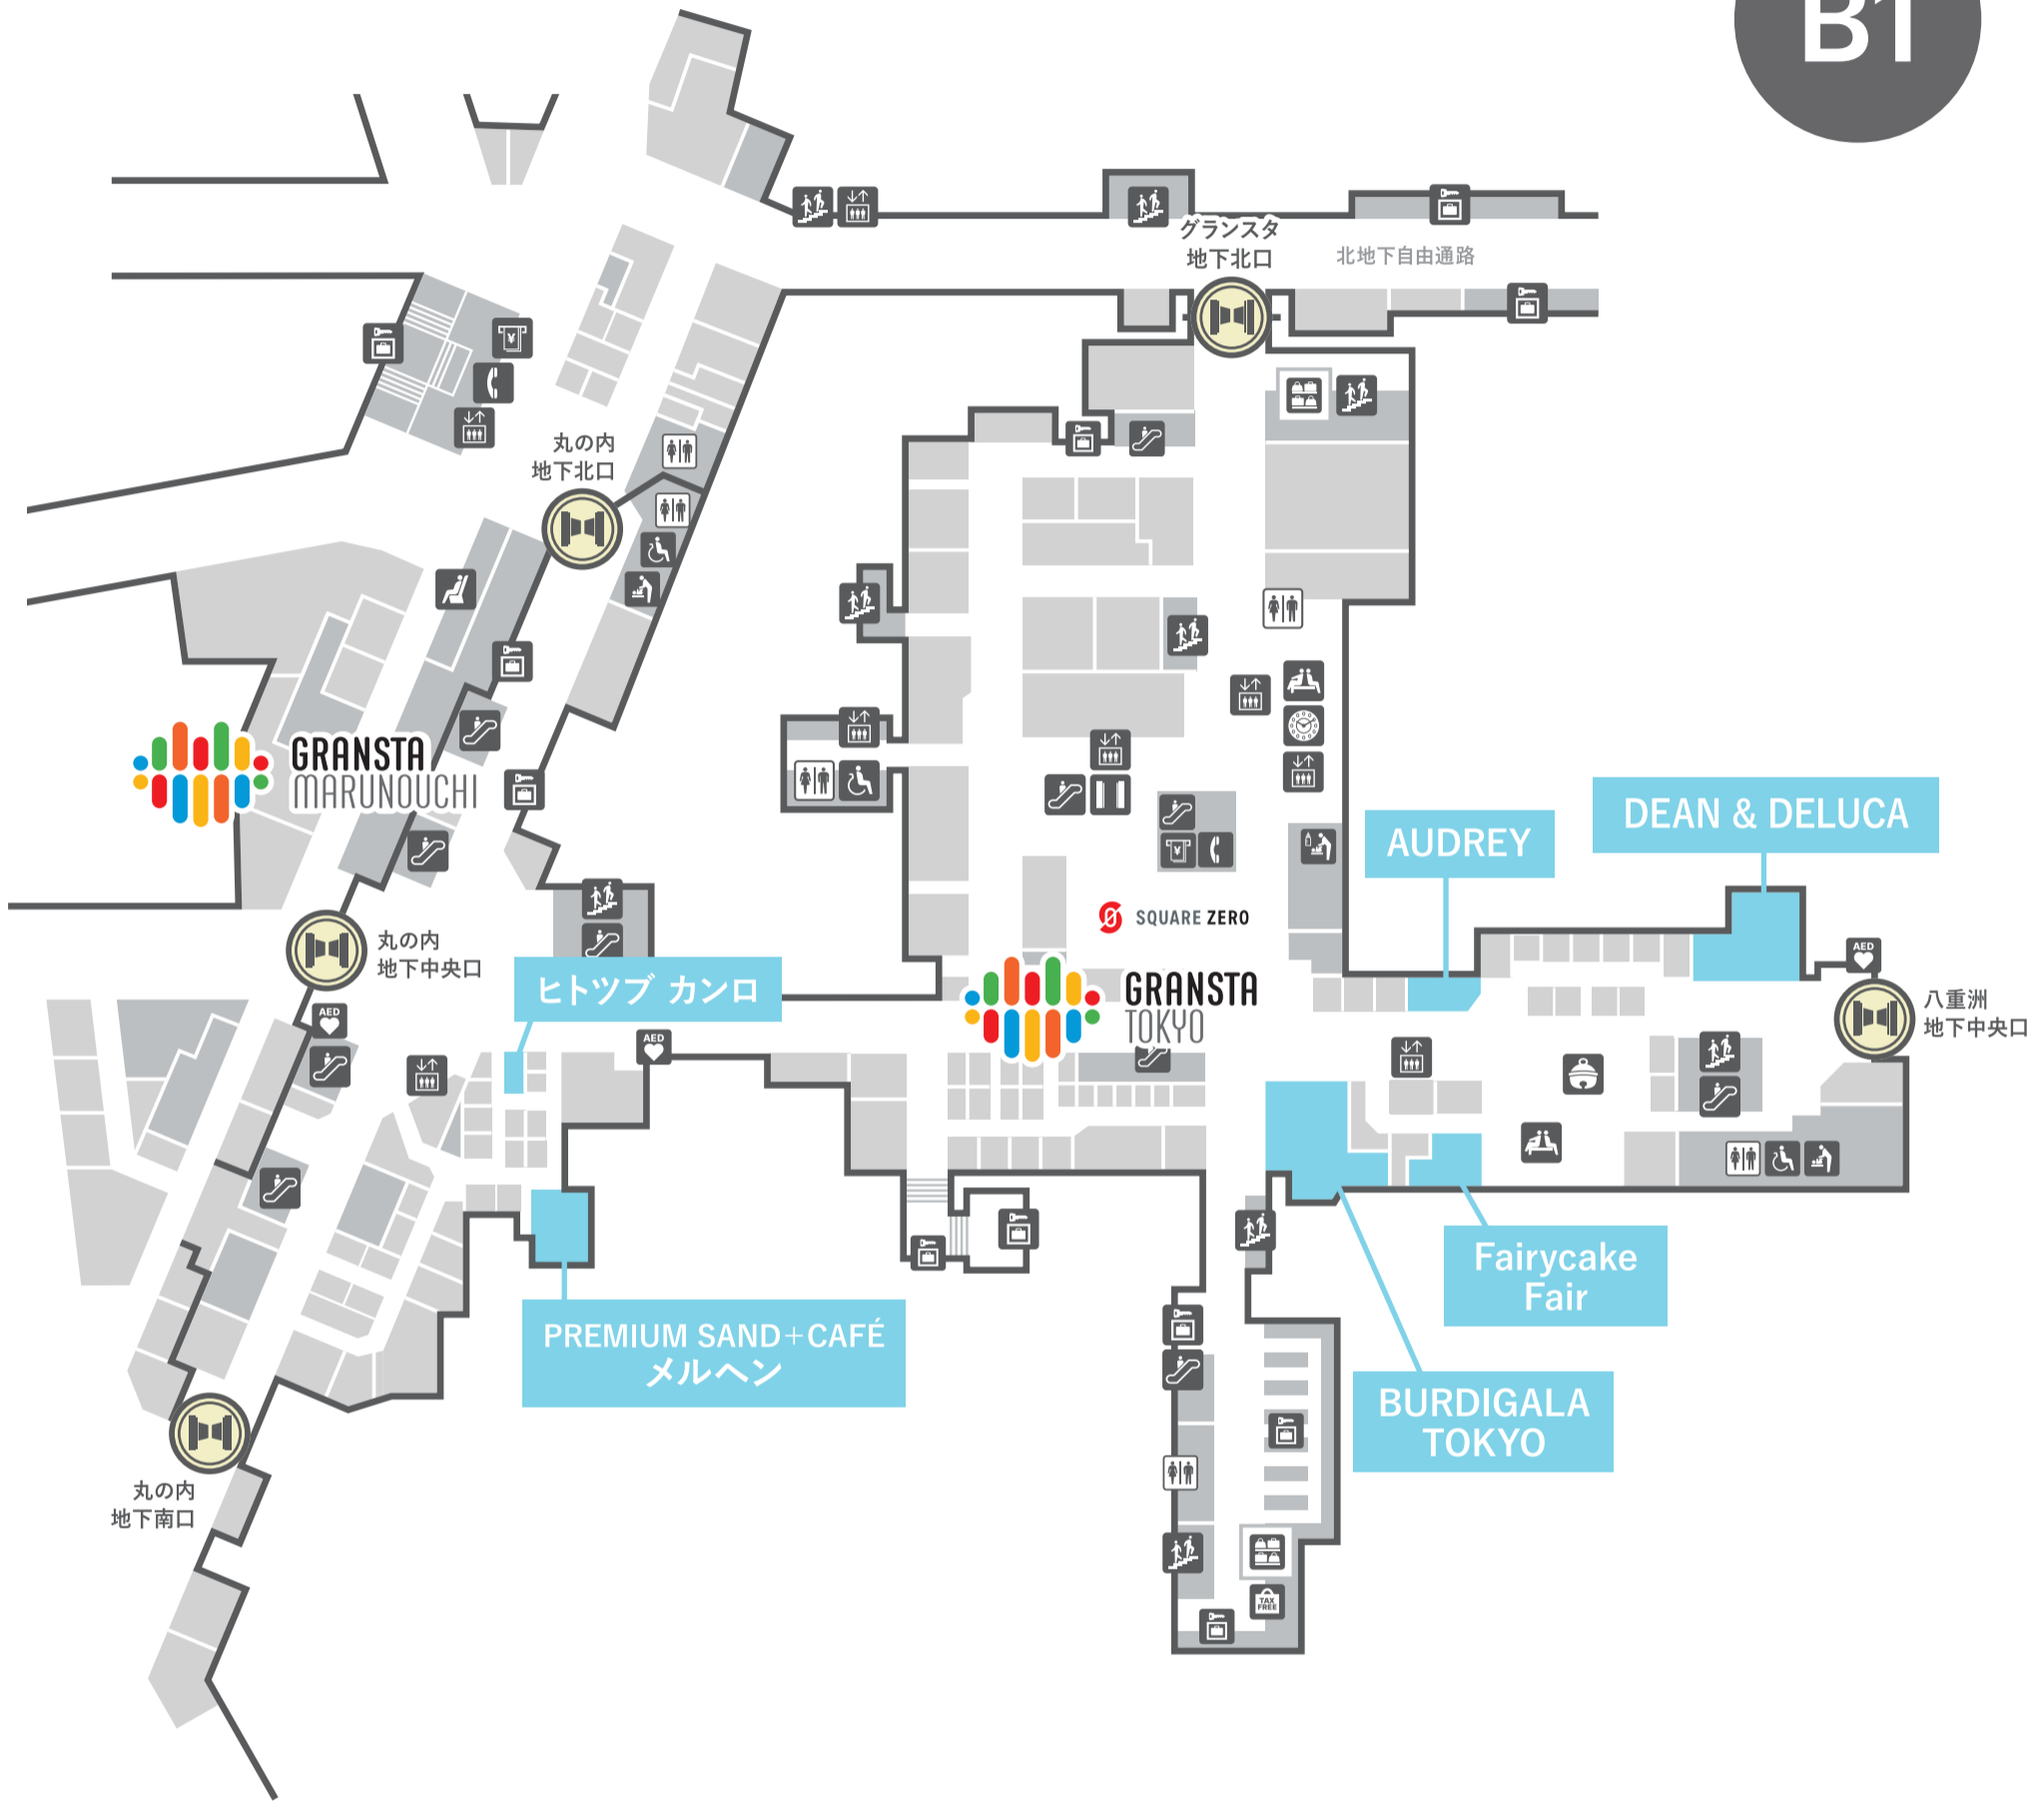 B1
グランスタ
地下北口
北地下自由通路
丸の内
地下北口
GRANSTA
MARUNOUCHI
丸の内
地下中央口
AED
ヒトツブ カンロ
AED
SQUARE ZERO
GRANSTA
TOKYO
AUDREY
DEAN & DELUCA
AED
八重洲
地下中央口
PREMIUM SAND+CAFÉ
メルヘン
Fairycake
Fair
BURDIGALA
TOKYO
丸の内
地下南口
TAX
FREE